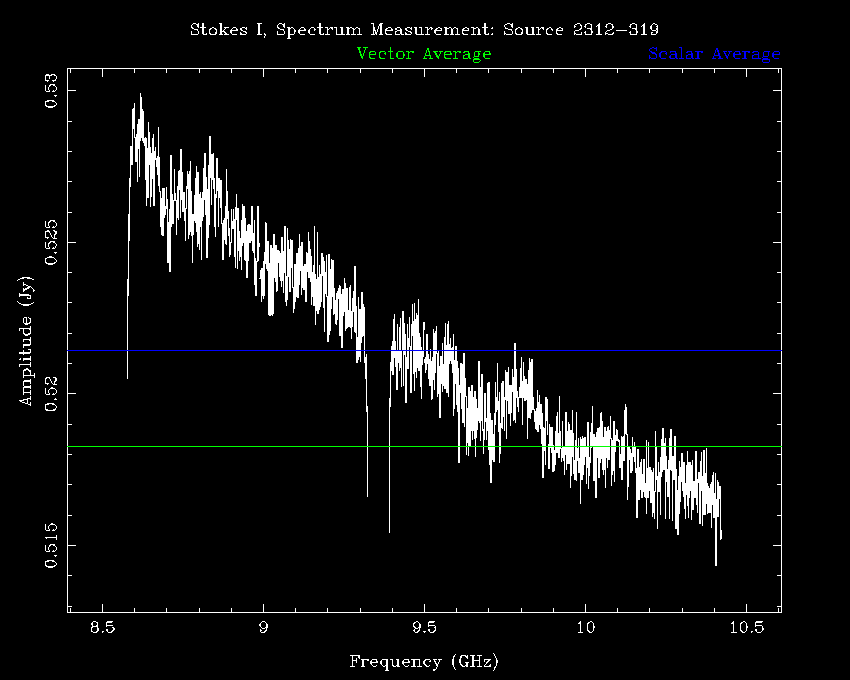 Stokes I, Spectrum Measurement: Source 2312-319
Vector Average Scalar Average
0.53
0.525
0.52
0.515
Amplitude (Jy)
8.5 9 9.5 10 10.5
Frequency (GHz)